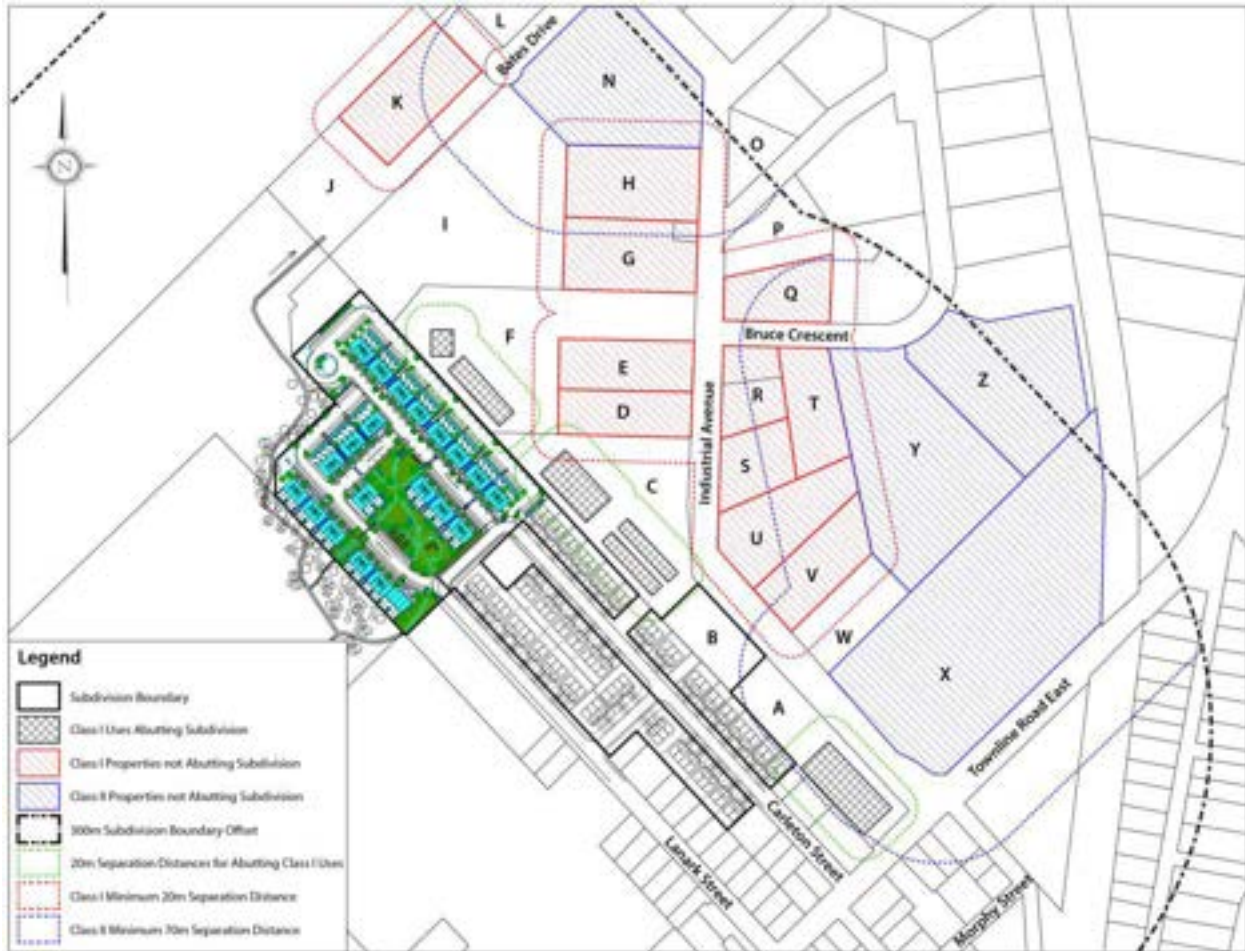 L
Bates Drive
K
N
O
H
J
I
P
G
Q
F
Bruce Crescent
E
Z
D
R
T
Industrial Avenue
Y
S
C
U
V
B
W
X
A
Townline Road East
Carleton Street
Lanark Street
Morphy Street
Legend
Subdivision Boundary
Class I Uses Abutting Subdivision
Class I Properties not Abutting Subdivision
Class II Properties not Abutting Subdivision
300m Subdivision Boundary Offset
20m Separation Distances for Abutting Class I Uses
Class I Minimum 20m Separation Distance
Class II Minimum 70m Separation Distance